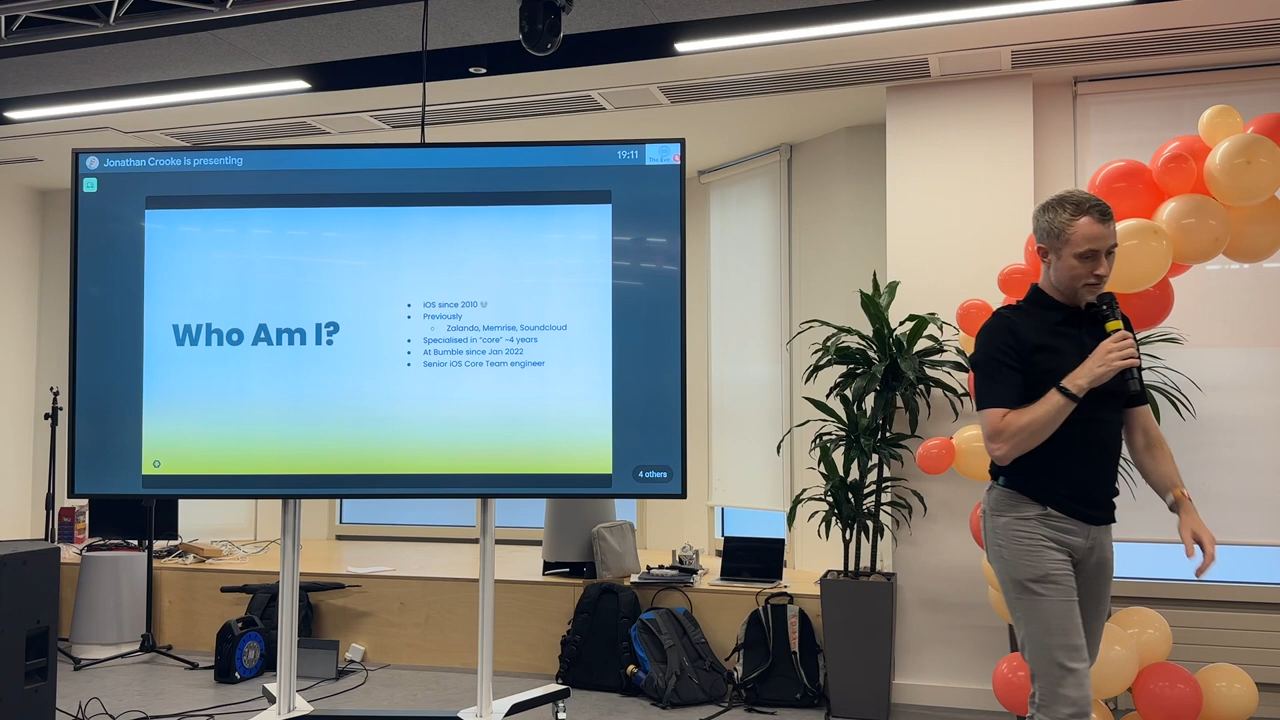 Jonathan Crooke is presenting
19:11
Who Am I?
iOS since 2010
Previously
Zalando, Memrise, Soundcloud
Specialised in "core" ~4 years
At Bumble since Jan 2022
Senior iOS Core Team engineer
4 others